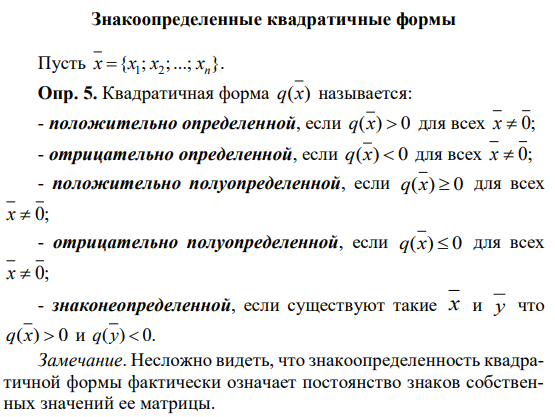 Знакоопределенные квадратичные формы
Пусть x̄ = {x₁; x₂; ...; xₙ}.
Опр. 5. Квадратичная форма q(x̄) называется:
- положительно определенной, если q(x̄) > 0 для всех x̄ ≠ 0̄;
- отрицательно определенной, если q(x̄) < 0 для всех x̄ ≠ 0̄;
- положительно полуопределенной, если q(x̄) ≥ 0 для всех
x̄ ≠ 0̄;
- отрицательно полуопределенной, если q(x̄) ≤ 0 для всех
x̄ ≠ 0̄;
- знаконеопределенной, если существуют такие x̄ и ȳ что
q(x̄) > 0 и q(ȳ) < 0.
Замечание. Несложно видеть, что знакоопределенность квадра-
тичной формы фактически означает постоянство знаков собствен-
ных значений ее матрицы.